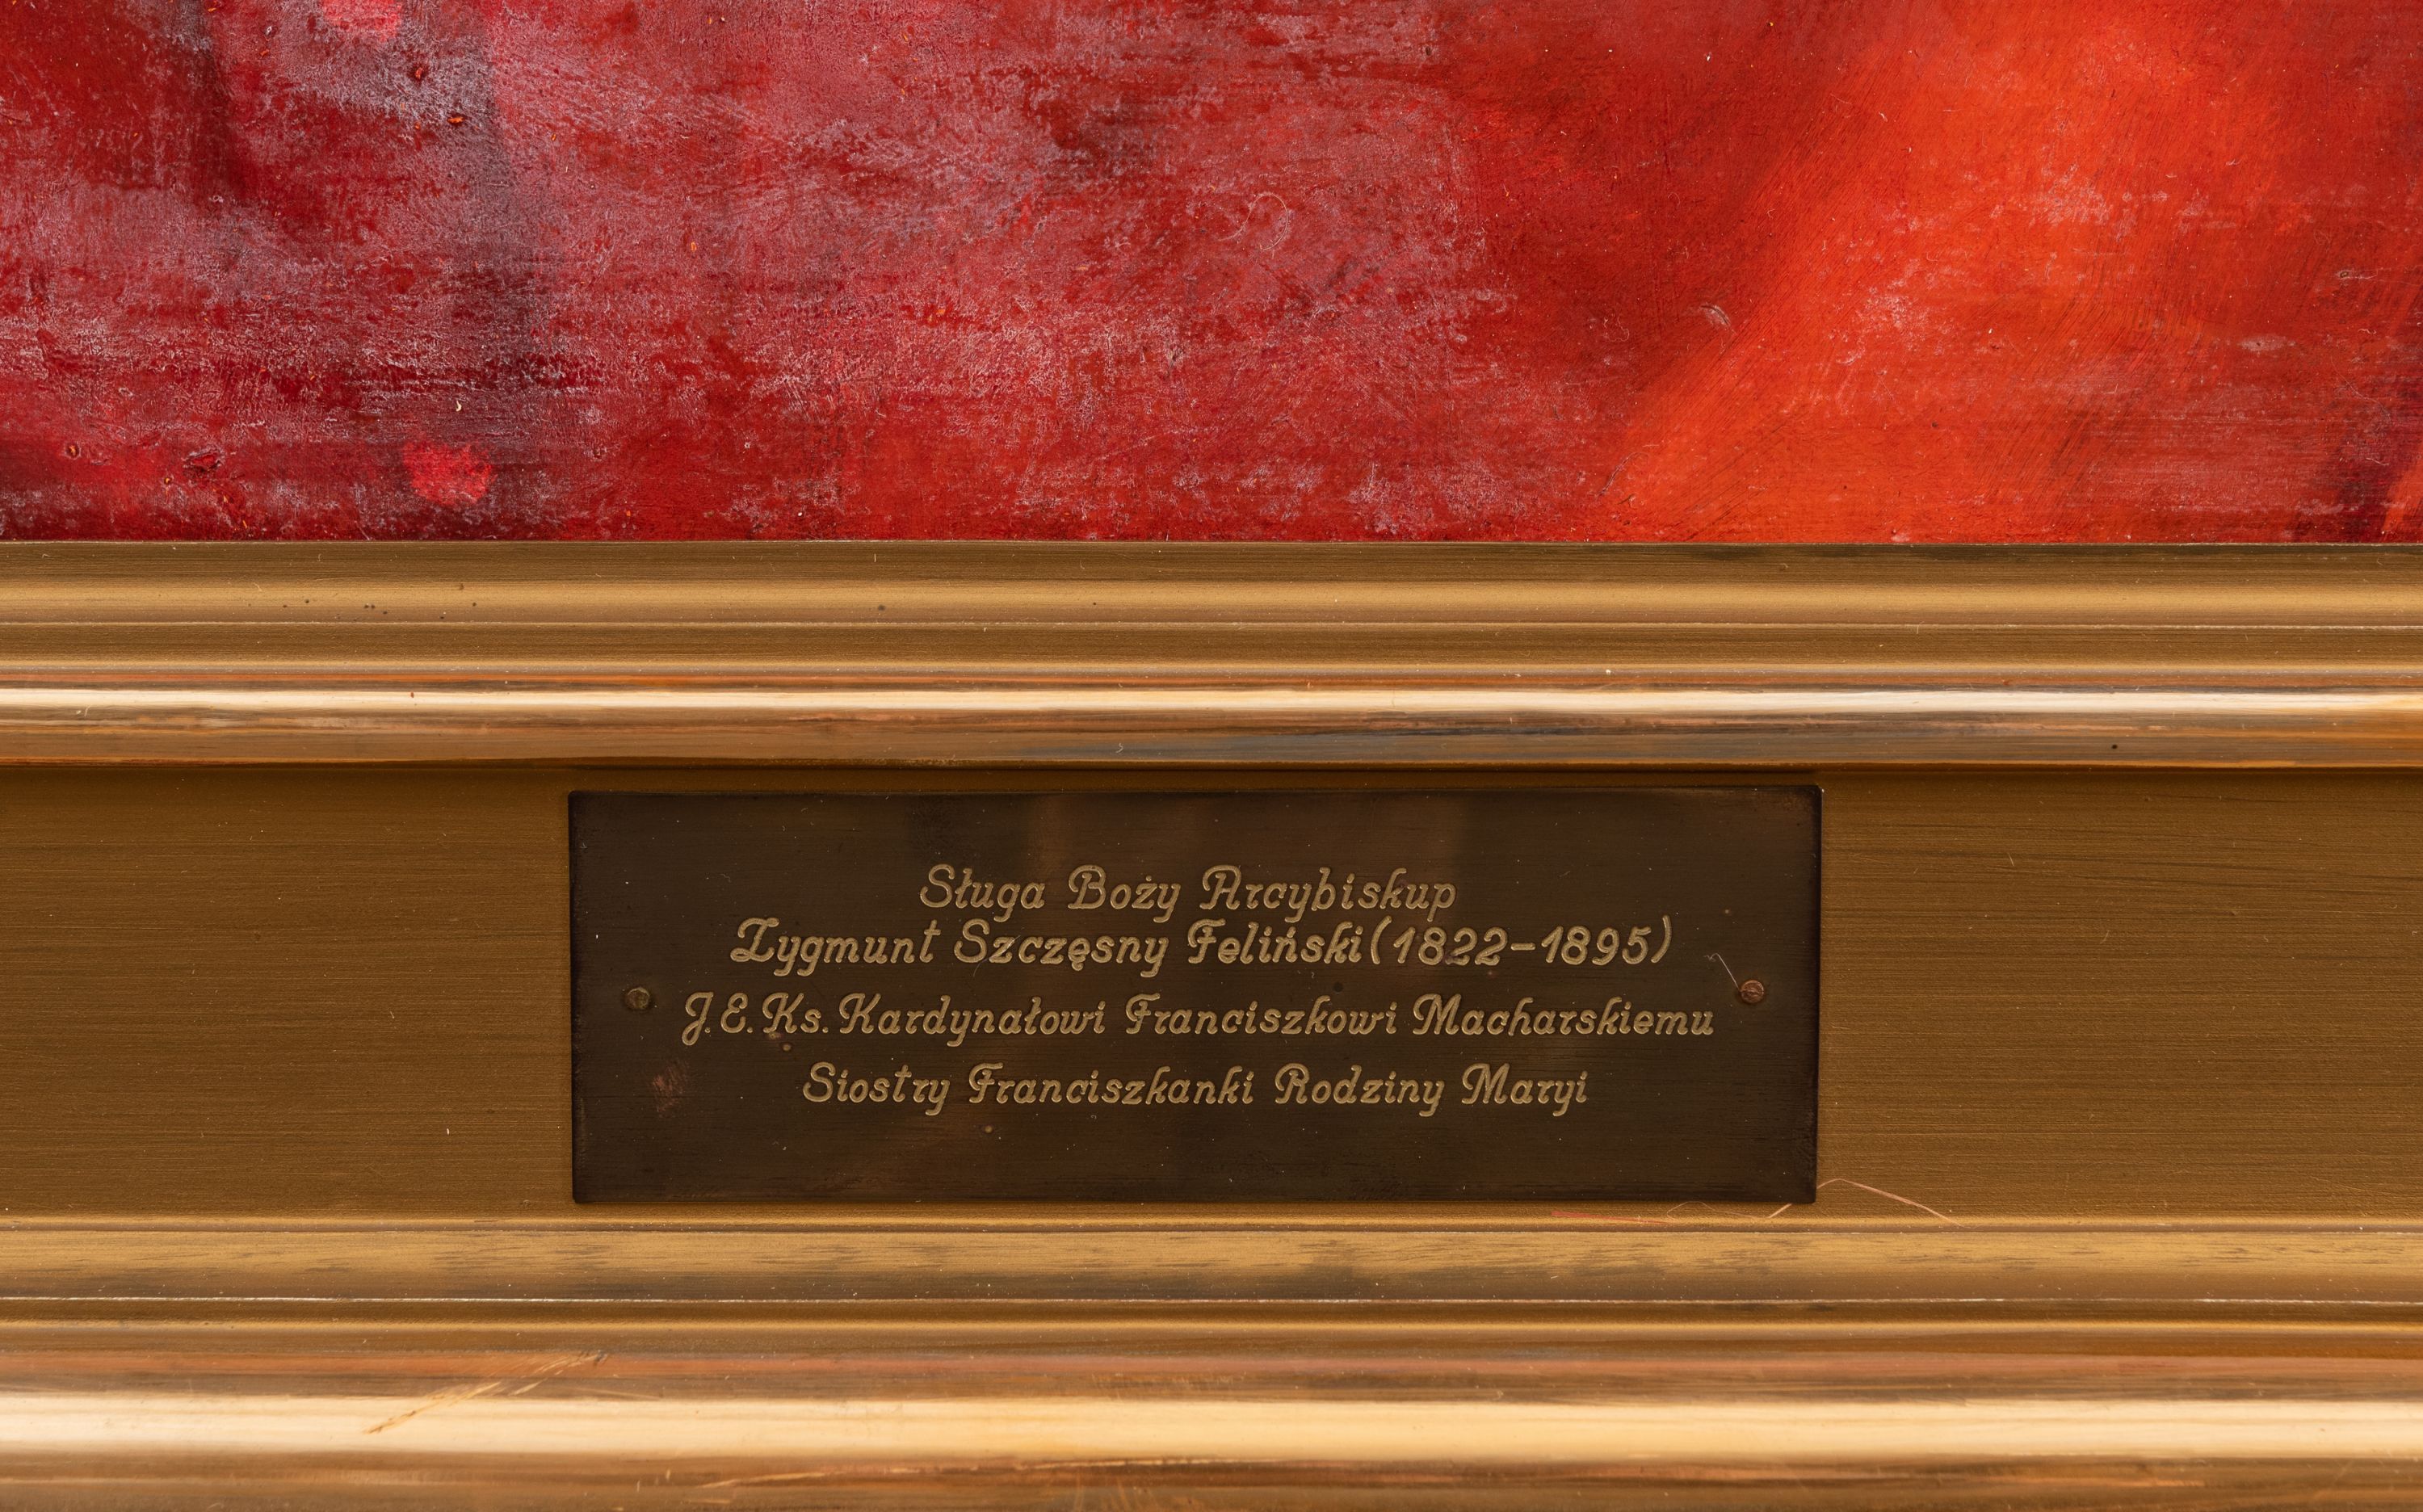 Sługa Boży Arcybiskup
Zygmunt Szczęsny Feliński (1822-1895)
J.E.Ks. Kardynałowi Franciszkowi Macharskiemu
Siostry Franciszkanki Rodziny Maryi